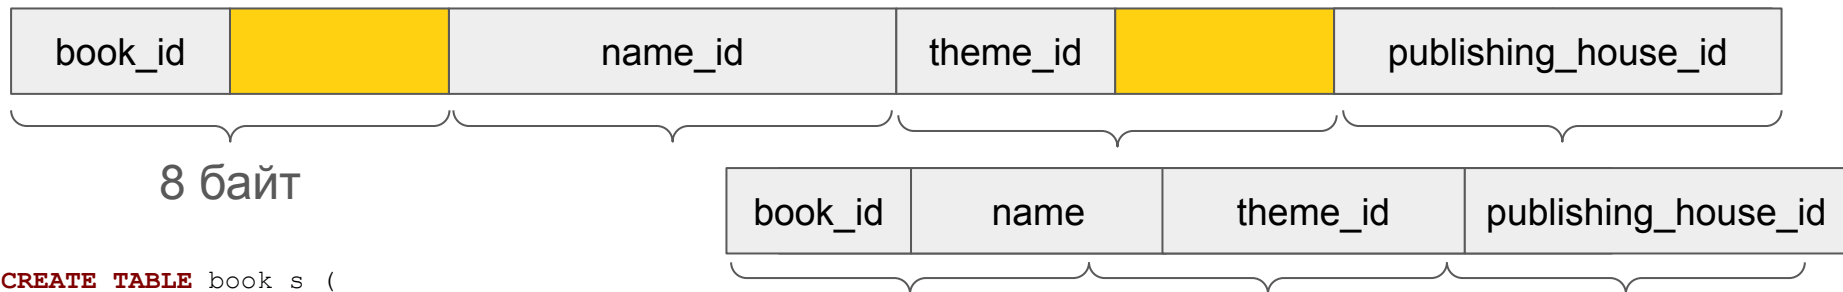 book_id name_id theme_id publishing_house_id
8 байт
book_id name theme_id publishing_house_id
CREATE TABLE book s (